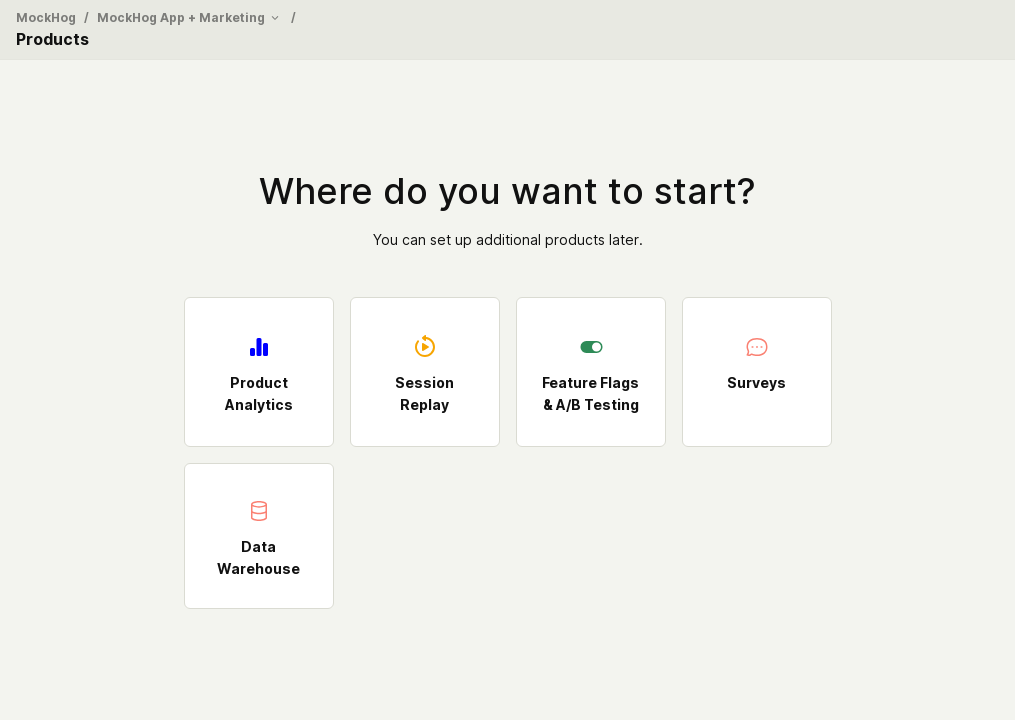 MockHog / MockHog App + Marketing /
Products
Where do you want to start?
You can set up additional products later.
Product
Analytics
Session
Replay
Feature Flags
& A/B Testing
Surveys
Data
Warehouse